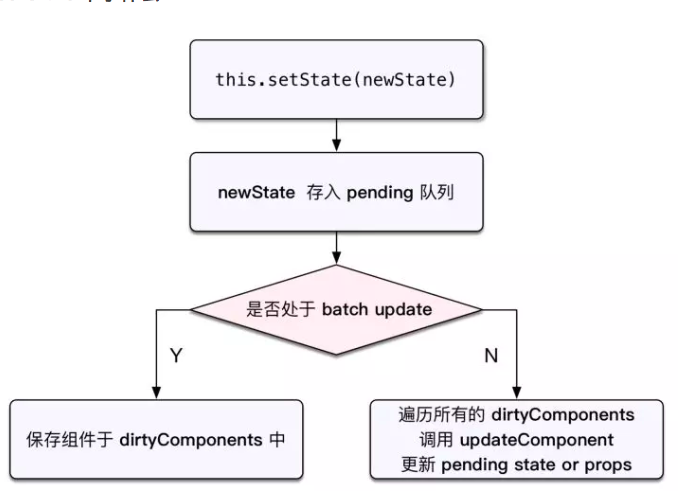 this.setState(newState)
newState 存入 pending 队列
是否处于 batch update
Y
N
保存组件于 dirtyComponents 中
遍历所有的 dirtyComponents
调用 updateComponent
更新 pending state or props